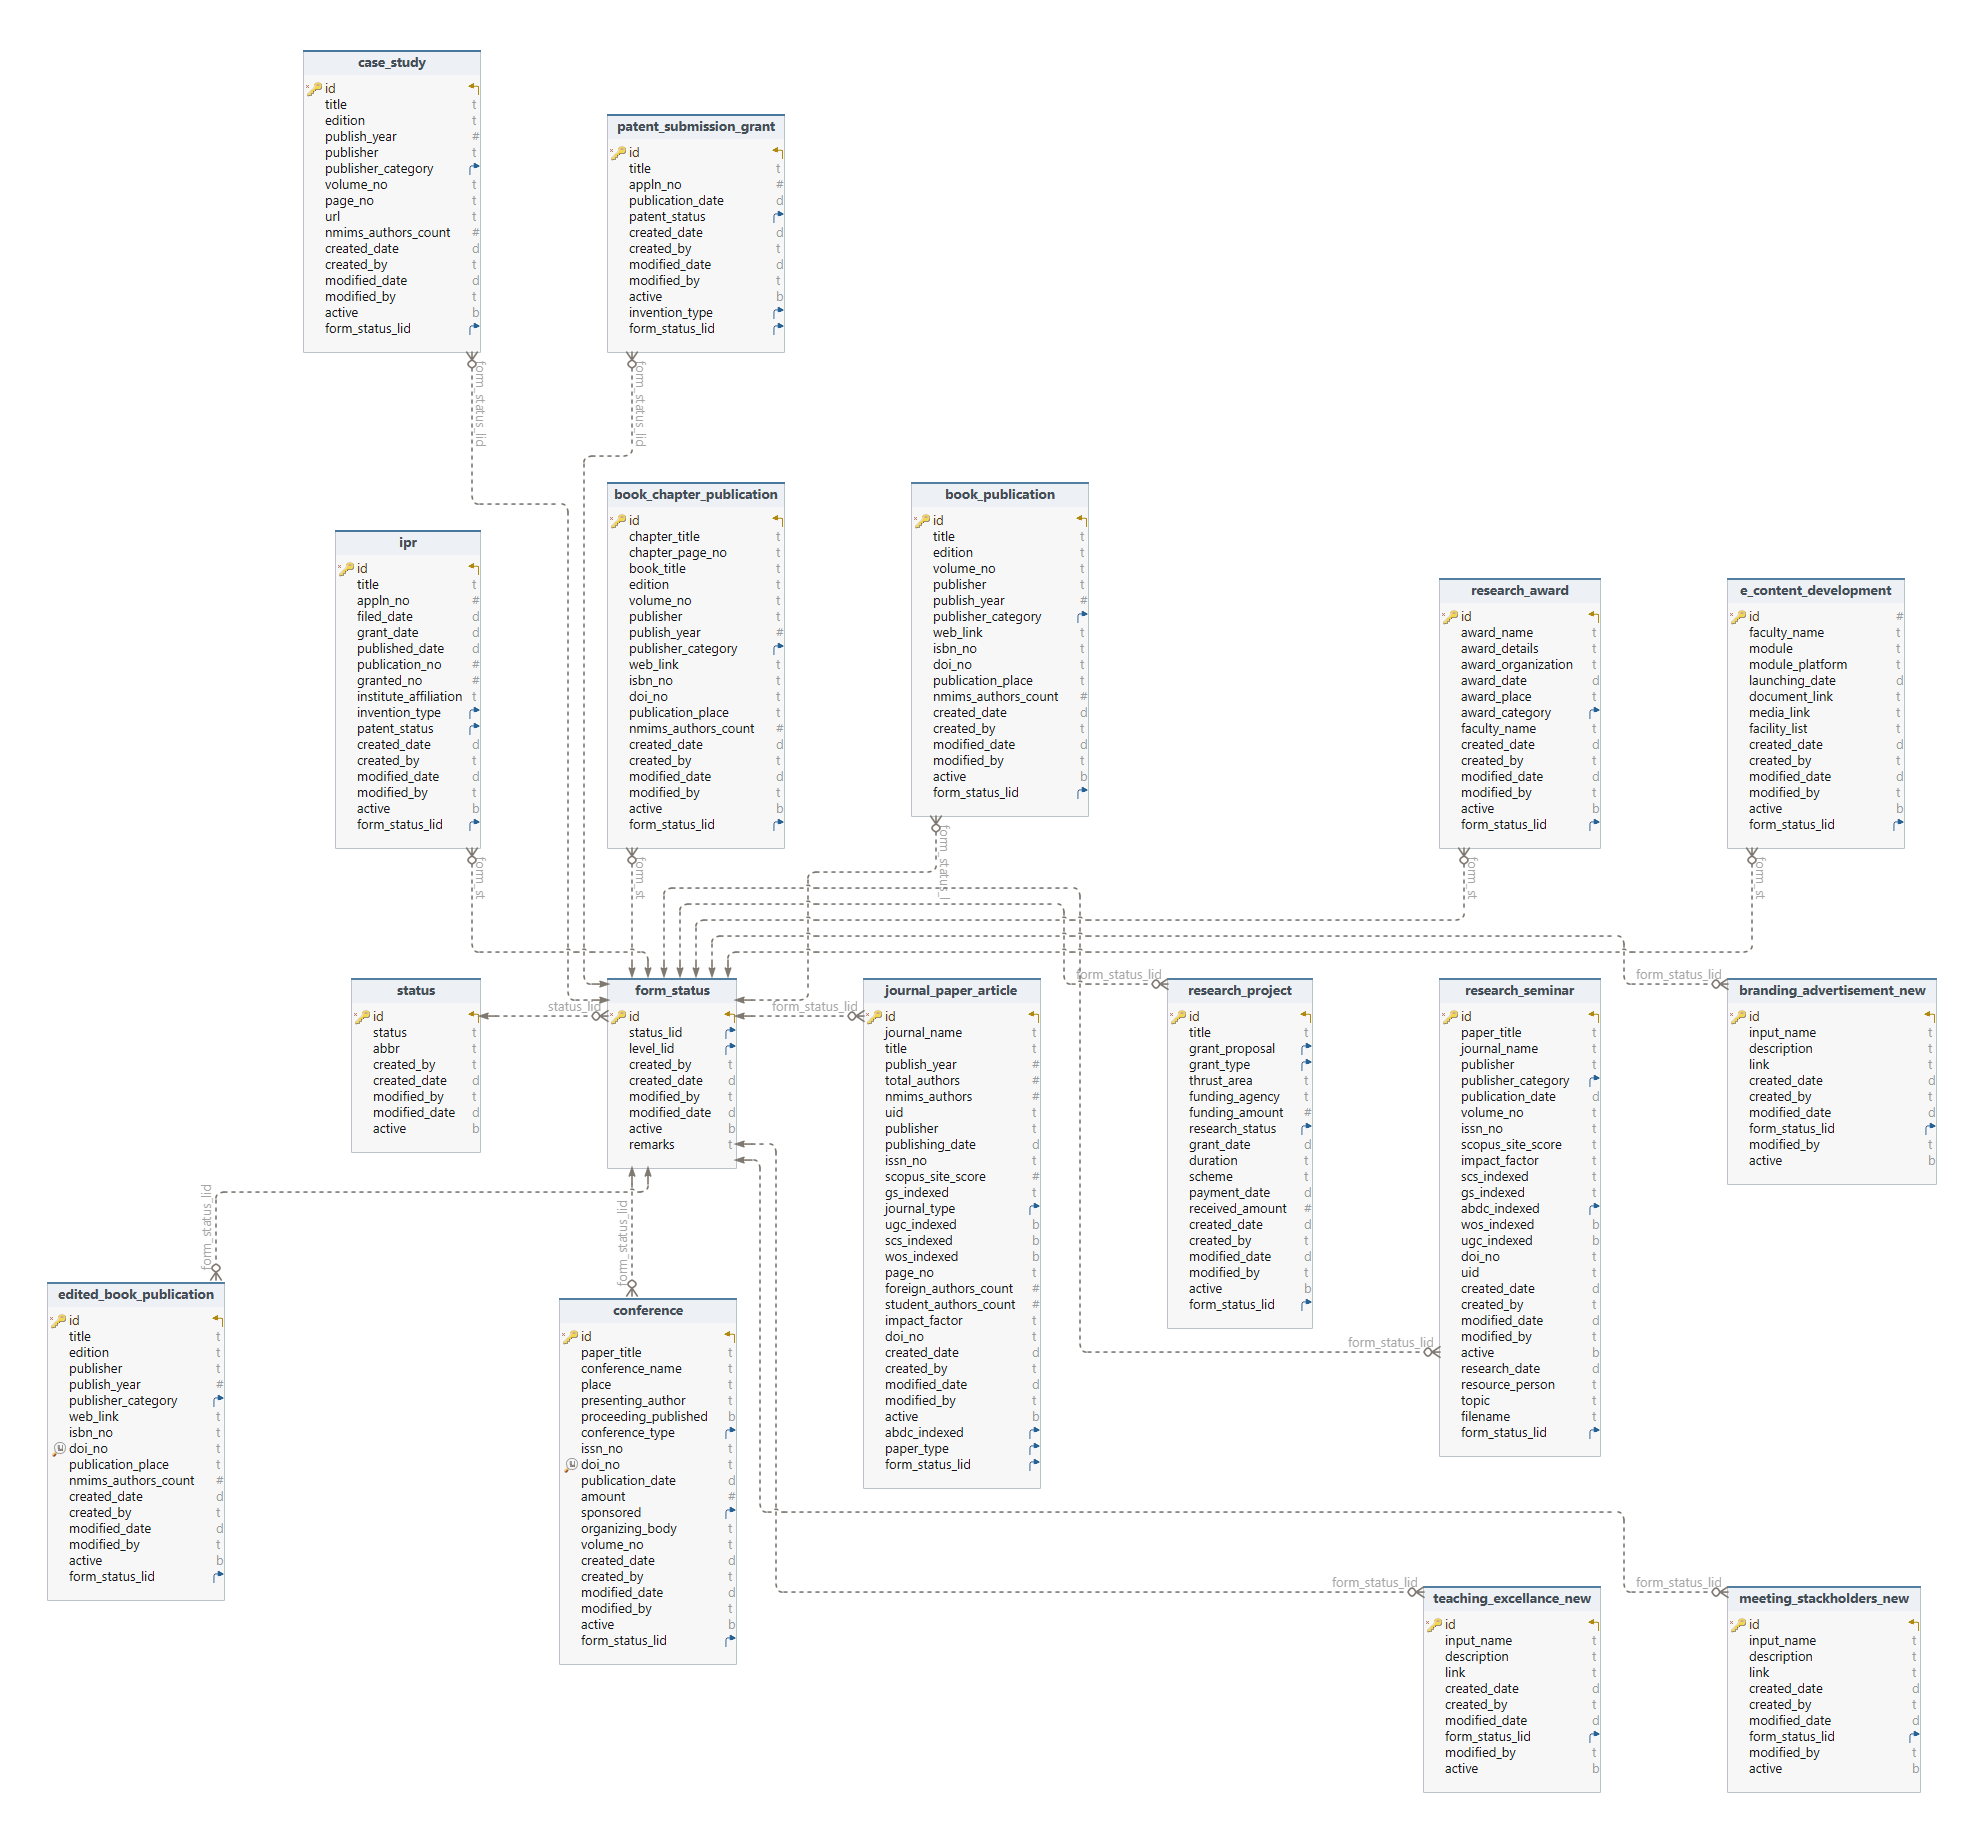 case_study
id
title t
edition t
publish_year #
publisher t
publisher_category
volume_no t
page_no t
url t
nmims_authors_count #
created_date d
created_by t
modified_date d
modified_by t
active b
form_status_lid
form_status_lid
patent_submission_grant
id
title t
appln_no #
publication_date d
patent_status
created_date d
created_by t
modified_date d
modified_by t
active b
invention_type
form_status_lid
form_status_lid
ipr
id
title t
appln_no #
filed_date d
grant_date d
published_date d
publication_no #
granted_no #
institute_affiliation t
invention_type
patent_status
created_date d
created_by t
modified_date d
modified_by t
active b
form_status_lid
form_st
book_chapter_publication
id
chapter_title t
chapter_page_no t
book_title t
edition t
volume_no t
publisher t
publish_year #
publisher_category
web_link t
isbn_no t
doi_no t
publication_place t
nmims_authors_count #
created_date d
created_by t
modified_date d
modified_by t
active b
form_status_lid
form_st
book_publication
id
title t
edition t
volume_no t
publisher t
publish_year #
publisher_category
web_link t
isbn_no t
doi_no t
publication_place t
nmims_authors_count #
created_date d
created_by t
modified_date d
modified_by t
active b
form_status_lid
form_status_l
research_award
id
award_name t
award_details t
award_organization t
award_date d
award_place t
award_category
faculty_name t
created_date d
created_by t
modified_date d
modified_by t
active b
form_status_lid
form_st
e_content_development
id #
faculty_name t
module t
module_platform t
launching_date d
document_link t
media_link t
facility_list t
created_date d
created_by t
modified_date d
modified_by t
active b
form_status_lid
form_st
status
id
status t
abbr t
created_by t
created_date d
modified_by t
modified_date d
active b
status_lid
form_status
id
status_lid
level_lid
created_by t
created_date d
modified_by t
modified_date d
active b
remarks t
form_status_lid
journal_paper_article
id
journal_name t
title t
publish_year #
total_authors #
nmims_authors #
uid t
publisher t
publishing_date d
issn_no t
scopus_site_score #
gs_indexed t
journal_type
ugc_indexed b
scs_indexed b
wos_indexed b
page_no t
foreign_authors_count #
student_authors_count #
impact_factor t
doi_no t
created_date d
created_by t
modified_date d
modified_by t
active b
abdc_indexed
paper_type
form_status_lid
form_status_lid
research_project
id
title t
grant_proposal
grant_type
thrust_area t
funding_agency t
funding_amount #
research_status
grant_date d
duration t
scheme t
payment_date d
received_amount #
created_date d
created_by t
modified_date d
modified_by t
active b
form_status_lid
form_status_lid
research_seminar
id
paper_title t
journal_name t
publisher t
publisher_category
publication_date d
volume_no t
issn_no t
scopus_site_score t
impact_factor t
scs_indexed t
gs_indexed t
abdc_indexed
wos_indexed b
ugc_indexed b
doi_no t
uid t
created_date d
created_by t
modified_date d
modified_by t
active b
research_date d
resource_person t
topic t
filename t
form_status_lid
form_status_lid
branding_advertisement_new
id
input_name t
description t
link t
created_date d
created_by t
modified_date d
form_status_lid
modified_by t
active b
form_status_lid
edited_book_publication
id
title t
edition t
publisher t
publish_year #
publisher_category
web_link t
isbn_no t
doi_no t
publication_place t
nmims_authors_count #
created_date d
created_by t
modified_date d
modified_by t
active b
form_status_lid
form_status_lid
conference
id
paper_title t
conference_name t
place t
presenting_author t
proceeding_published b
conference_type
issn_no t
doi_no t
publication_date d
amount #
sponsored
organizing_body t
volume_no t
created_date d
created_by t
modified_date d
modified_by t
active b
form_status_lid
form_status_lid
teaching_excellance_new
id
input_name t
description t
link t
created_date d
created_by t
modified_date d
form_status_lid
modified_by t
active b
form_status_lid
meeting_stackholders_new
id
input_name t
description t
link t
created_date d
created_by t
modified_date d
form_status_lid
modified_by t
active b